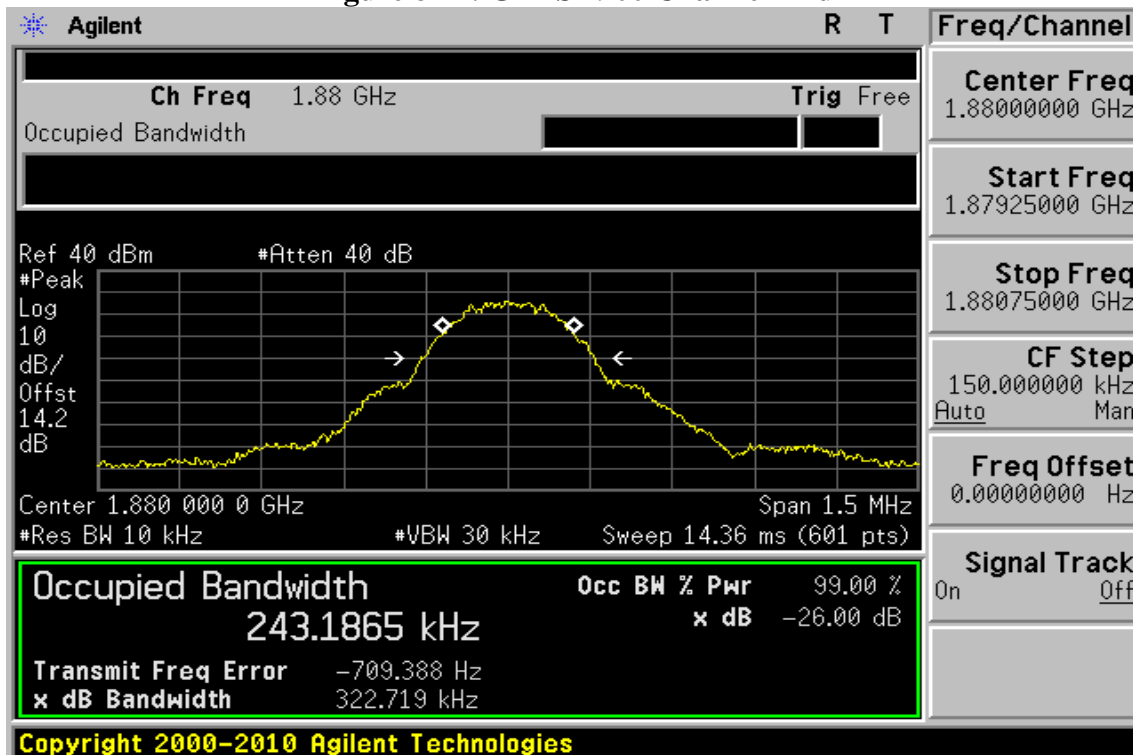 Agilent R T
Freq/Channel
Ch Freq 1.88 GHz Trig Free
Occupied Bandwidth
Center Freq
1.88000000 GHz
Start Freq
1.87925000 GHz
Stop Freq
1.88075000 GHz
CF Step
150.000000 kHz
Auto Man
Freq Offset
0.00000000 Hz
Signal Track
On Off
Ref 40 dBm #Atten 40 dB
#Peak
Log
10
dB/
Offst
14.2
dB
Center 1.880 000 0 GHz Span 1.5 MHz
#Res BW 10 kHz #VBW 30 kHz Sweep 14.36 ms (601 pts)
Occupied Bandwidth
243.1865 kHz
Occ BW % Pwr 99.00 %
x dB -26.00 dB
Transmit Freq Error -709.388 Hz
x dB Bandwidth 322.719 kHz
Copyright 2000-2010 Agilent Technologies